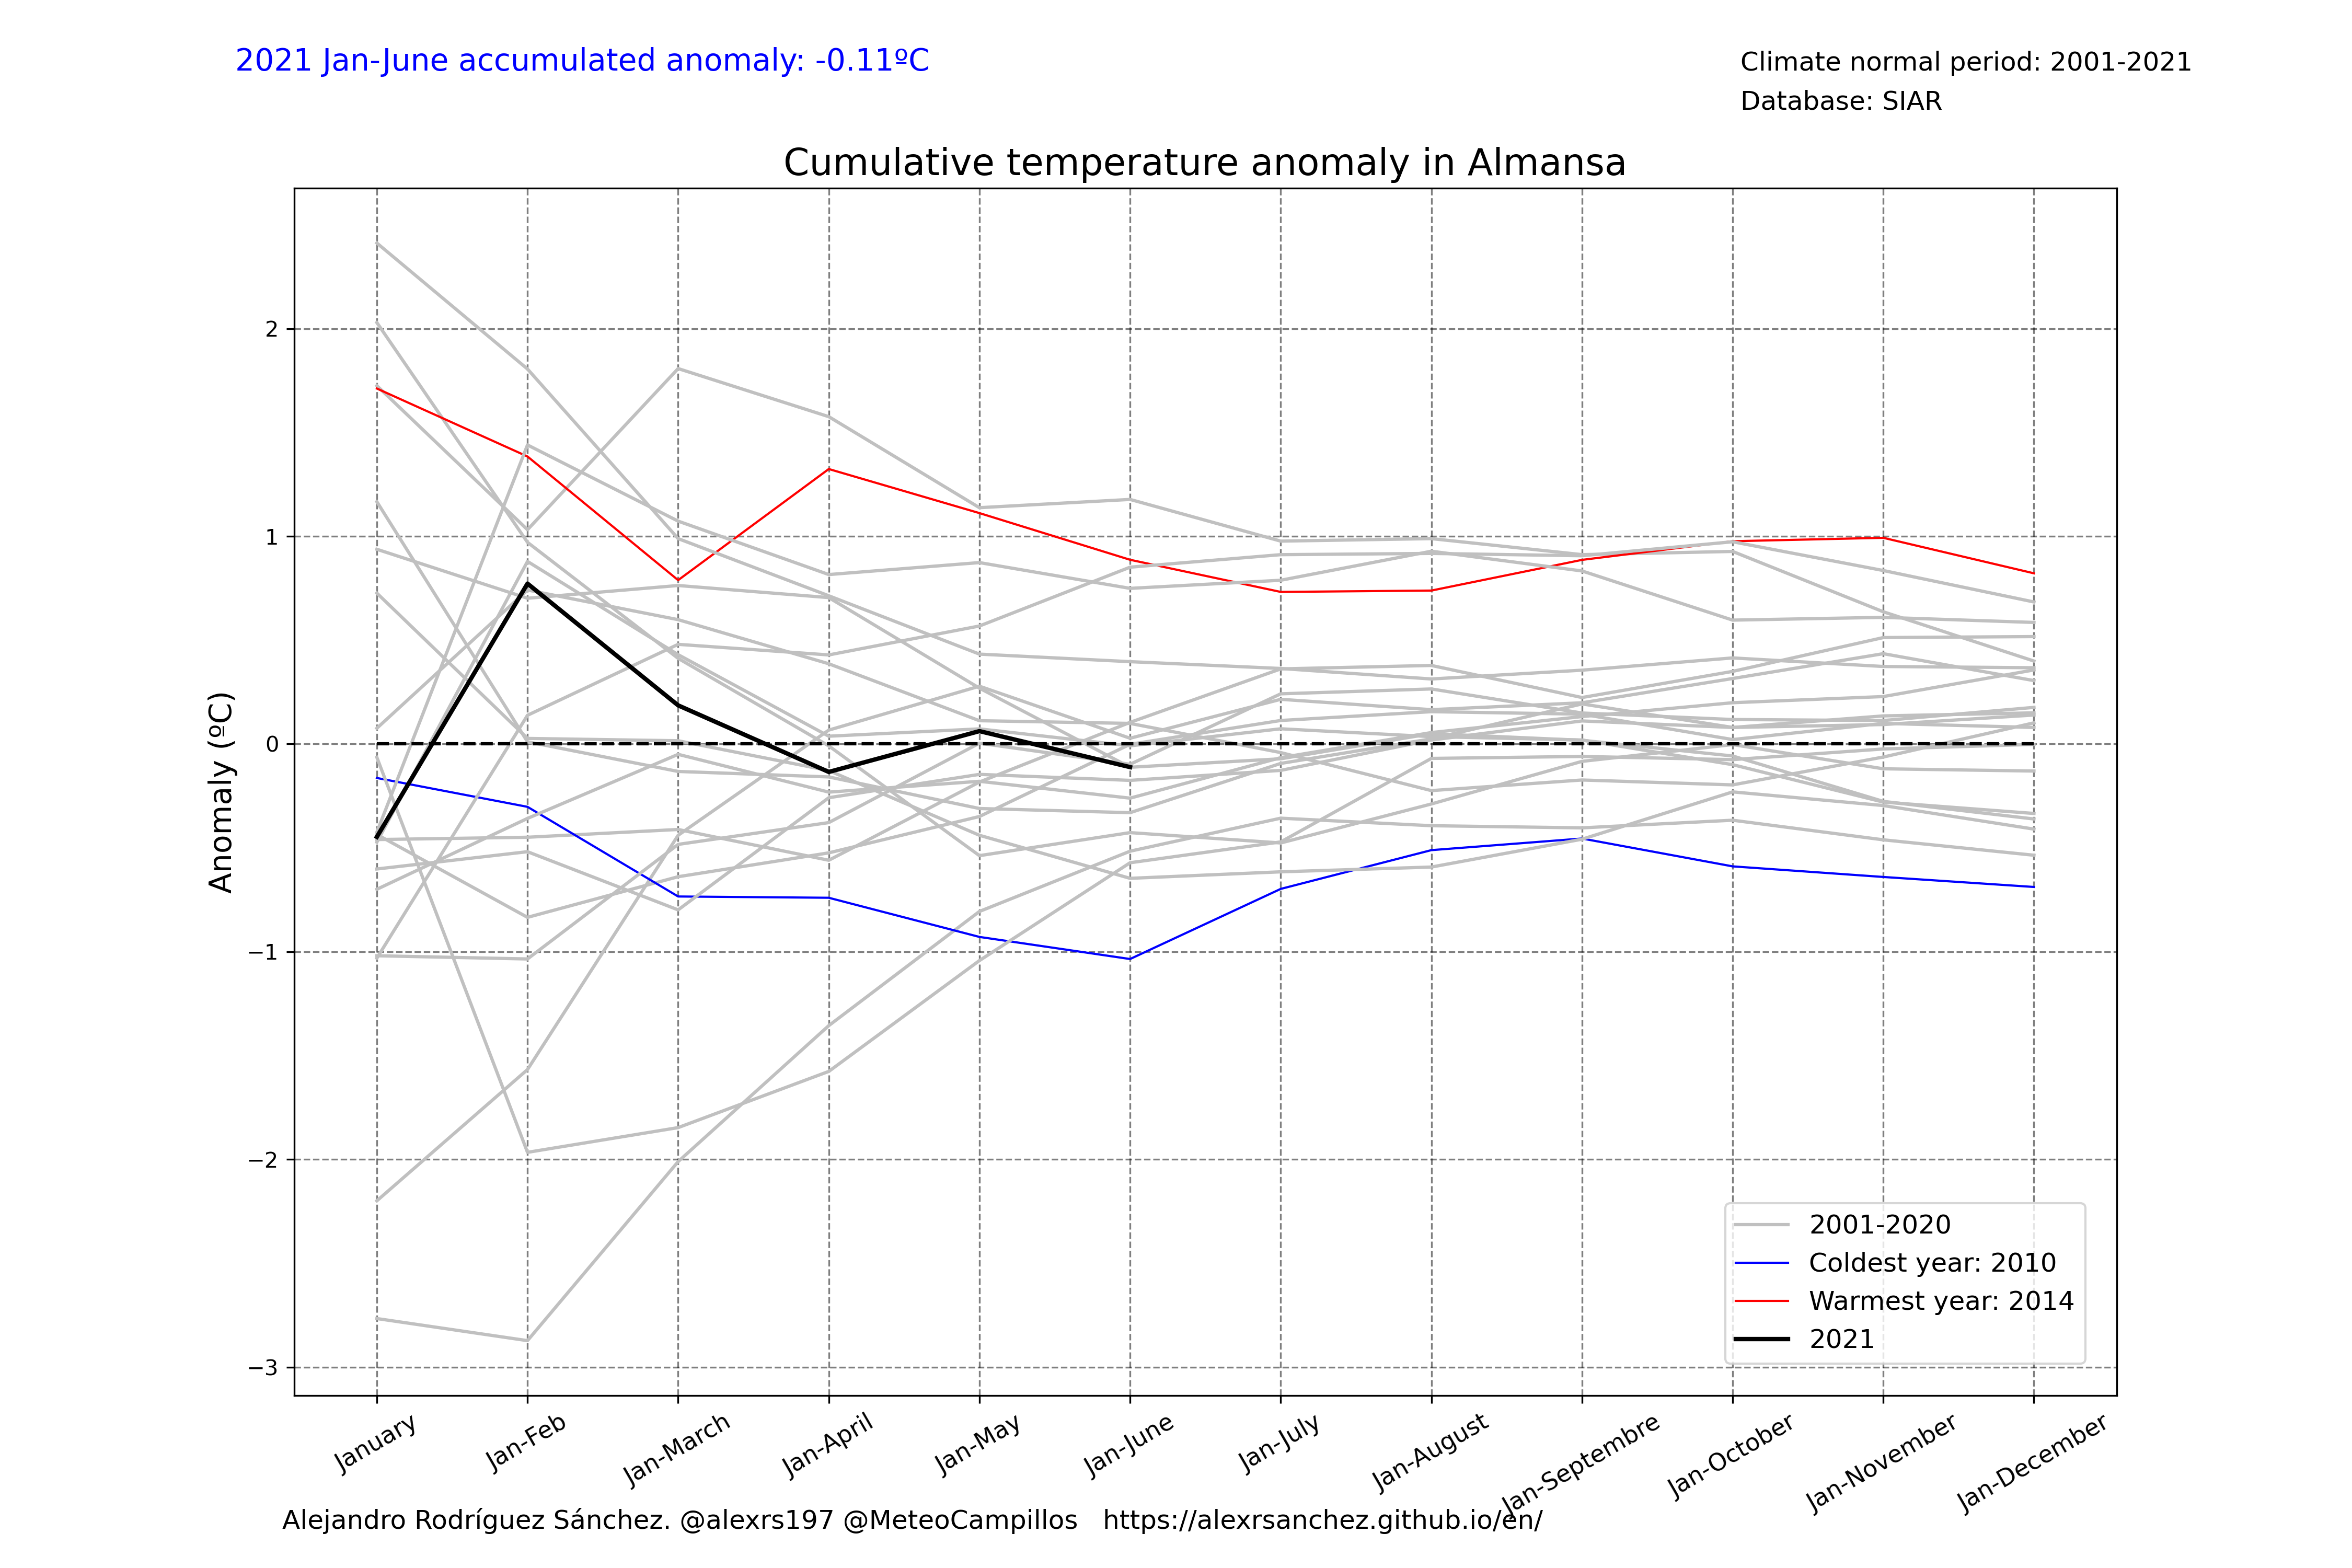 2021 Jan-June accumulated anomaly: -0.11ºC
Climate normal period: 2001-2021
Database: SIAR
Cumulative temperature anomaly in Almansa
Anomaly (ºC)
2
1
0
−1
−2
−3
2001-2020
Coldest year: 2010
Warmest year: 2014
2021
January
Jan-Feb
Jan-March
Jan-April
Jan-May
Jan-June
Jan-July
Jan-August
Jan-Septembre
Jan-October
Jan-November
Jan-December
Alejandro Rodríguez Sánchez. @alexrs197 @MeteoCampillos https://alexrsanchez.github.io/en/